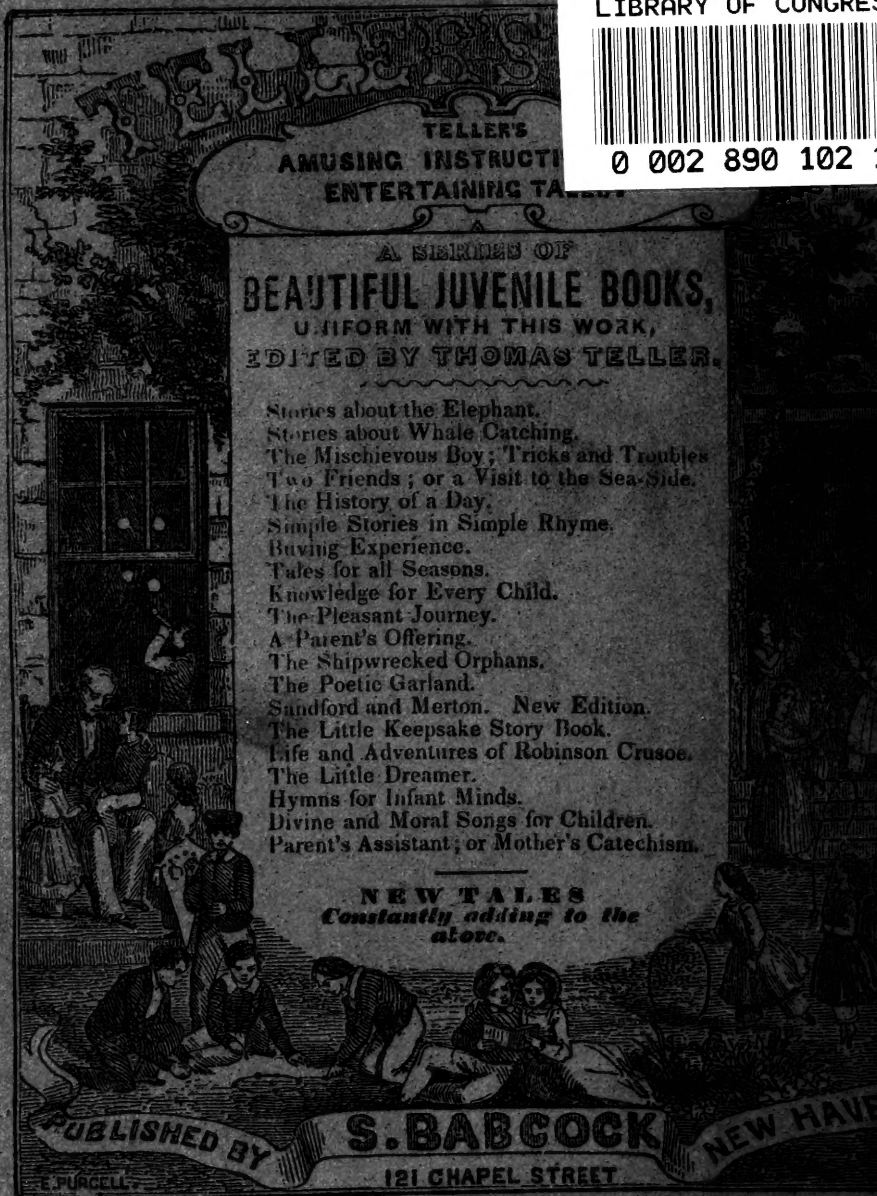 LIBRARY OF CONGRES
0 002 890 102
TELLER'S
TELLER'S
AMUSING INSTRUCTI
ENTERTAINING TALES.
A
A SERIES OF
BEAUTIFUL JUVENILE BOOKS,
UNIFORM WITH THIS WORK,
EDITED BY THOMAS TELLER.
Stories about the Elephant.
Stories about Whale Catching.
The Mischievous Boy; Tricks and Troubles
Two Friends; or a Visit to the Sea-Side.
The History of a Day.
Simple Stories in Simple Rhyme.
Buying Experience.
Tales for all Seasons.
Knowledge for Every Child.
The Pleasant Journey.
A Parent's Offering.
The Shipwrecked Orphans.
The Poetic Garland.
Sandford and Merton. New Edition.
The Little Keepsake Story Book.
Life and Adventures of Robinson Crusoe.
The Little Dreamer.
Hymns for Infant Minds.
Divine and Moral Songs for Children.
Parent's Assistant; or Mother's Catechism.
NEW TALES
Constantly adding to the
above.
PUBLISHED BY S. BABCOCK NEW HAVE
121 CHAPEL STREET
E. PURCELL.